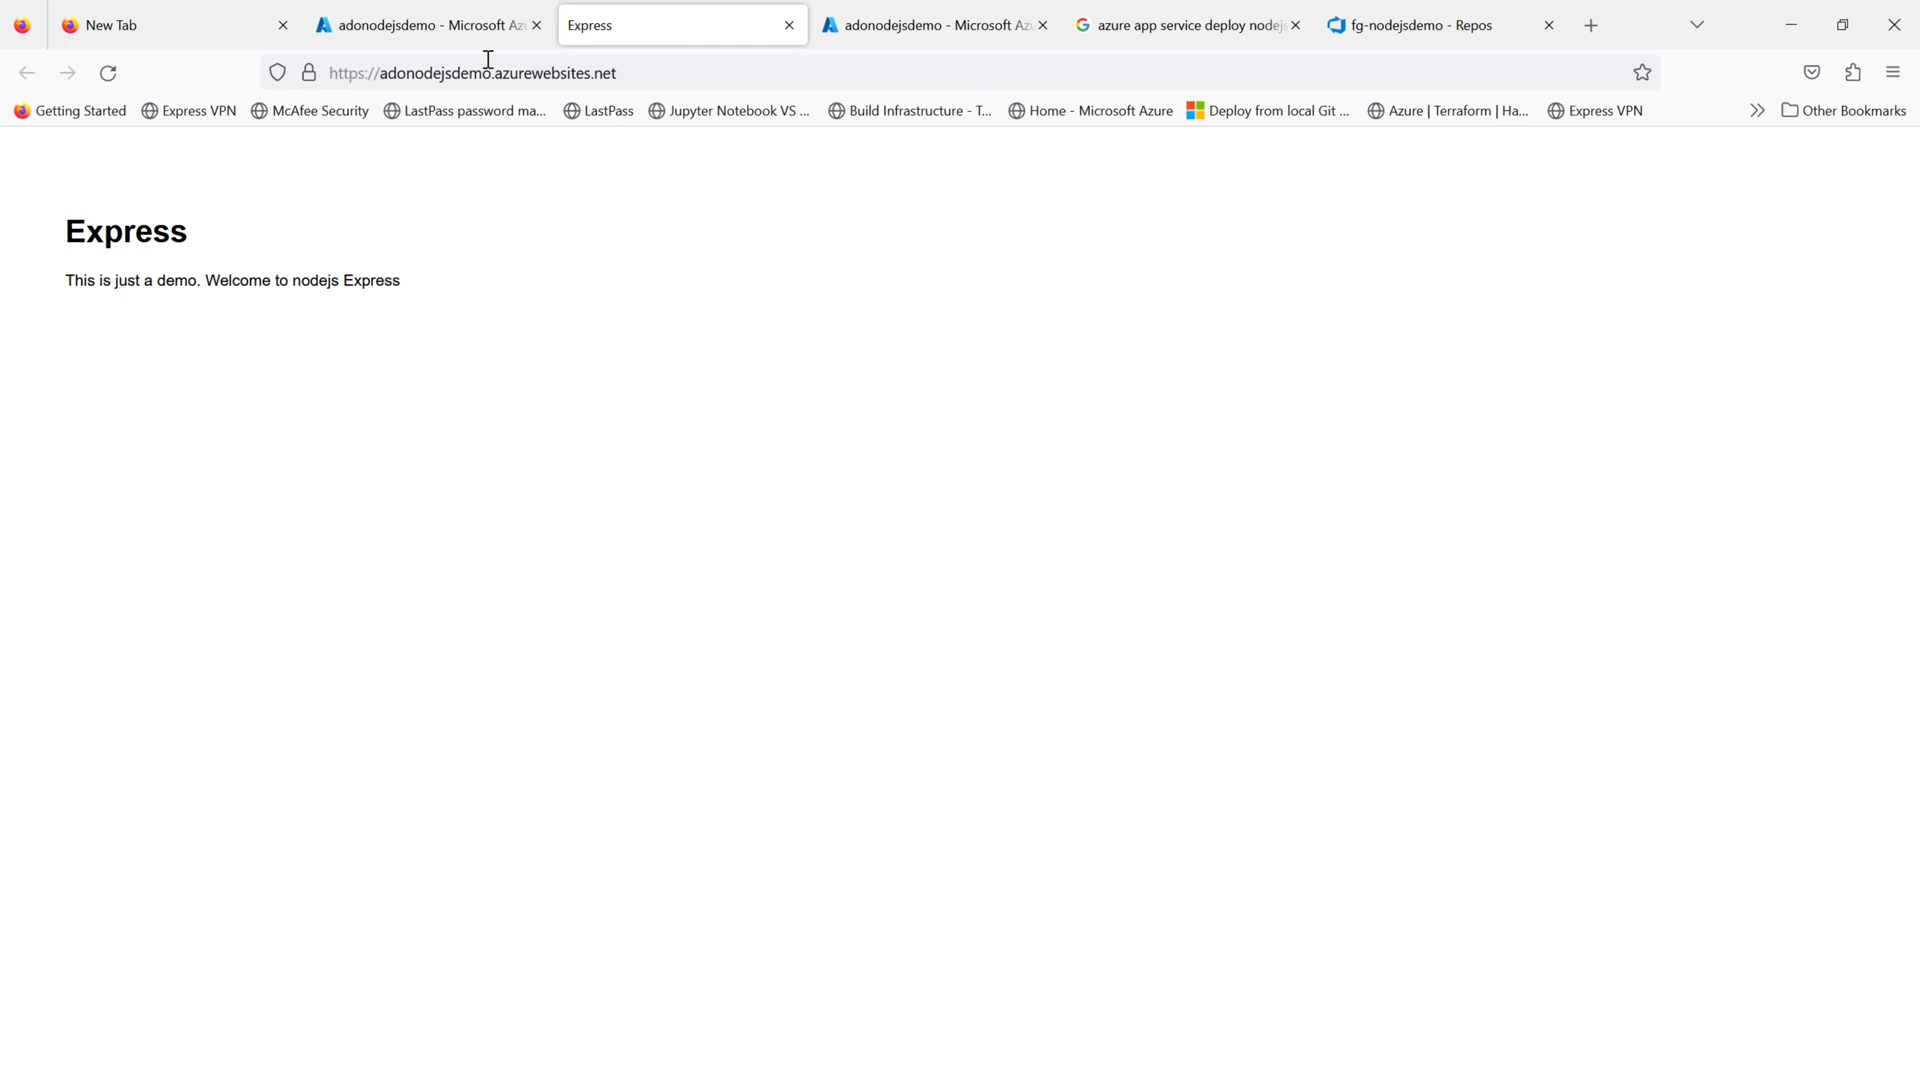 New Tab
adonodejsdemo - Microsoft Az
Express
adonodejsdemo - Microsoft Az
azure app service deploy nodejs
fg-nodejsdemo - Repos
https://adonodejsdemo.azurewebsites.net
Getting Started
Express VPN
McAfee Security
LastPass password ma...
LastPass
Jupyter Notebook VS ...
Build Infrastructure - T...
Home - Microsoft Azure
Deploy from local Git ...
Azure | Terraform | Ha...
Express VPN
Other Bookmarks
Express
This is just a demo. Welcome to nodejs Express